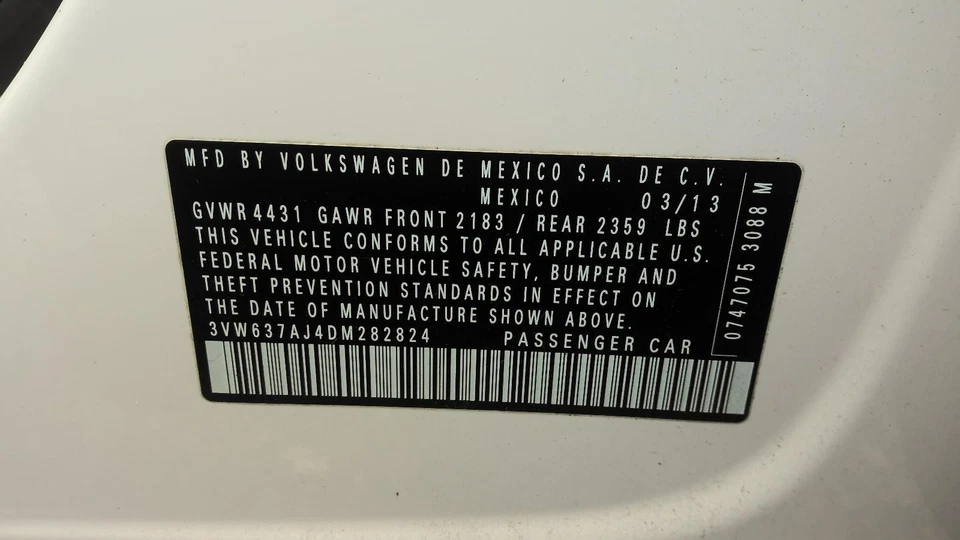 MFD BY VOLKSWAGEN DE MEXICO S.A. DE C.V.
MEXICO 03/13
GVWR 4431 GAWR FRONT 2183 / REAR 2359 LBS
THIS VEHICLE CONFORMS TO ALL APPLICABLE U.S.
FEDERAL MOTOR VEHICLE SAFETY, BUMPER AND
THEFT PREVENTION STANDARDS IN EFFECT ON
THE DATE OF MANUFACTURE SHOWN ABOVE.
3VW637AJ4DM282824 PASSENGER CAR
0747075 3088 M